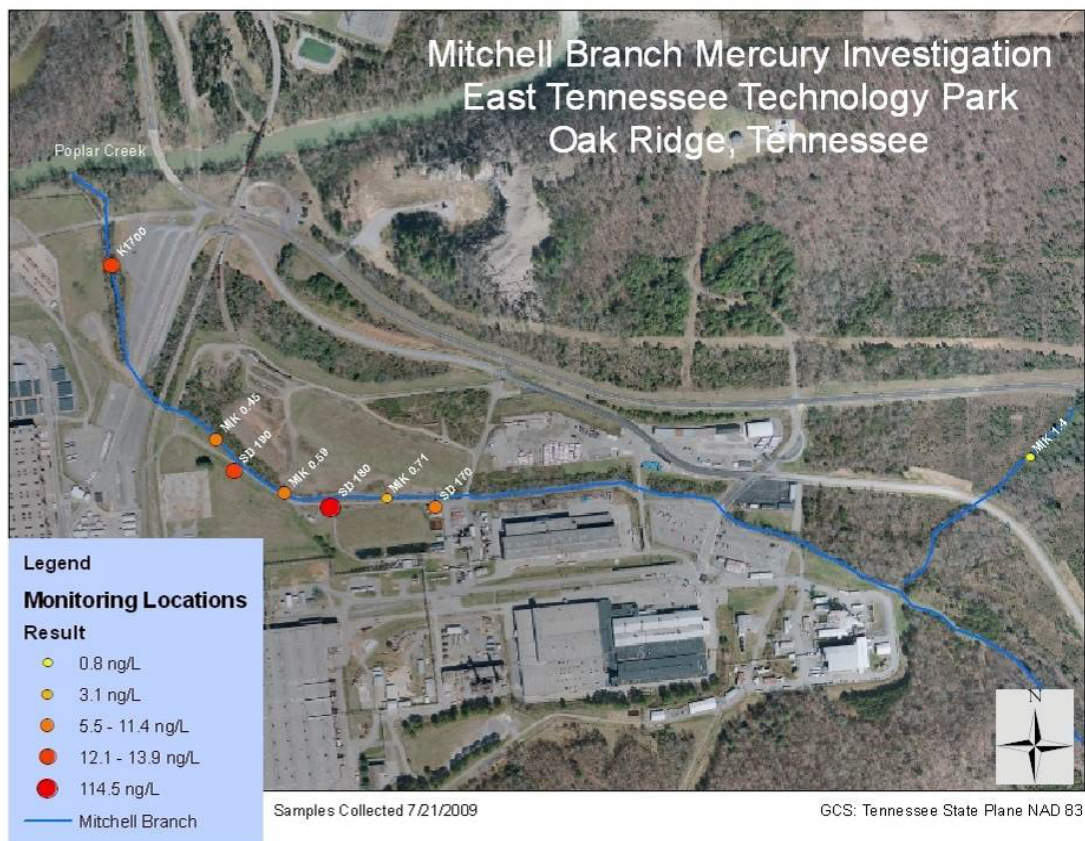 Mitchell Branch Mercury Investigation
East Tennessee Technology Park
Oak Ridge, Tennessee
Poplar Creek
K1700
MIK 0.45
SD 190
MIK 0.59
SD 180
MIK 0.71
SD 170
MIK 1.4
Legend
Monitoring Locations
Result
0.8 ng/L
3.1 ng/L
5.5 - 11.4 ng/L
12.1 - 13.9 ng/L
114.5 ng/L
Mitchell Branch
N
Samples Collected 7/21/2009
GCS: Tennessee State Plane NAD 83